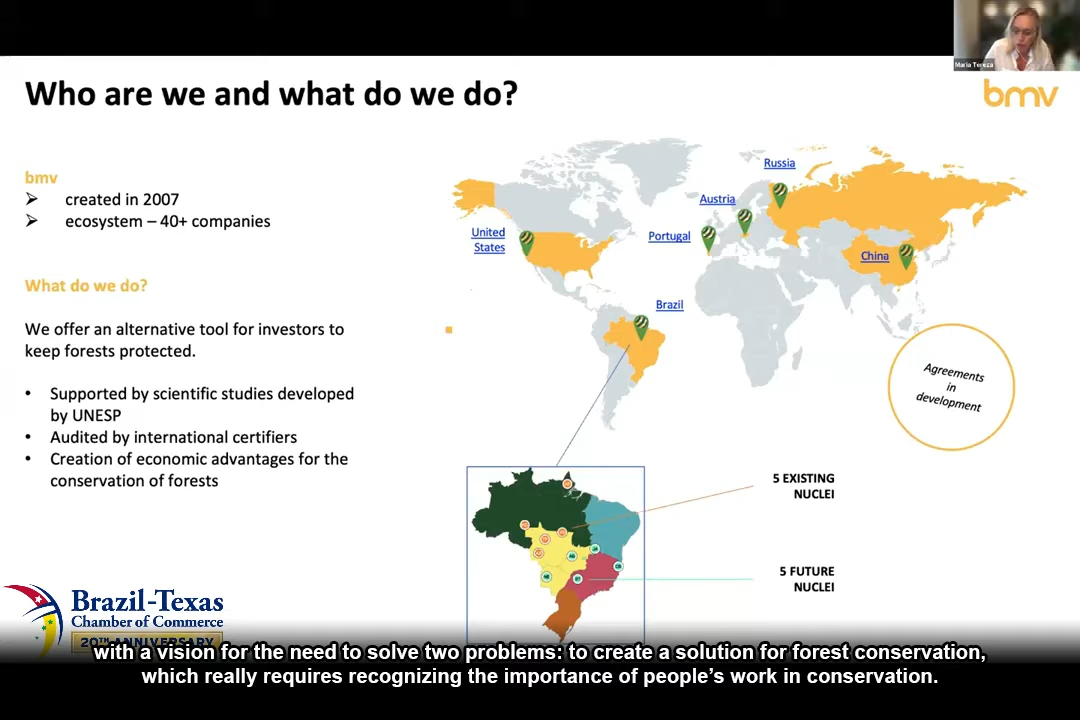 Maria Tereza
Who are we and what do we do?
bmv
bmv
➤ created in 2007
➤ ecosystem – 40+ companies
What do we do?
We offer an alternative tool for investors to
keep forests protected.
• Supported by scientific studies developed
by UNESP
• Audited by international certifiers
• Creation of economic advantages for the
conservation of forests
Russia
Austria
United
States
Portugal
China
Brazil
Agreements
in
development
5 EXISTING
NUCLEI
5 FUTURE
NUCLEI
Brazil-Texas
Chamber of Commerce
20TH ANNIVERSARY
with a vision for the need to solve two problems: to create a solution for forest conservation,
which really requires recognizing the importance of people's work in conservation.